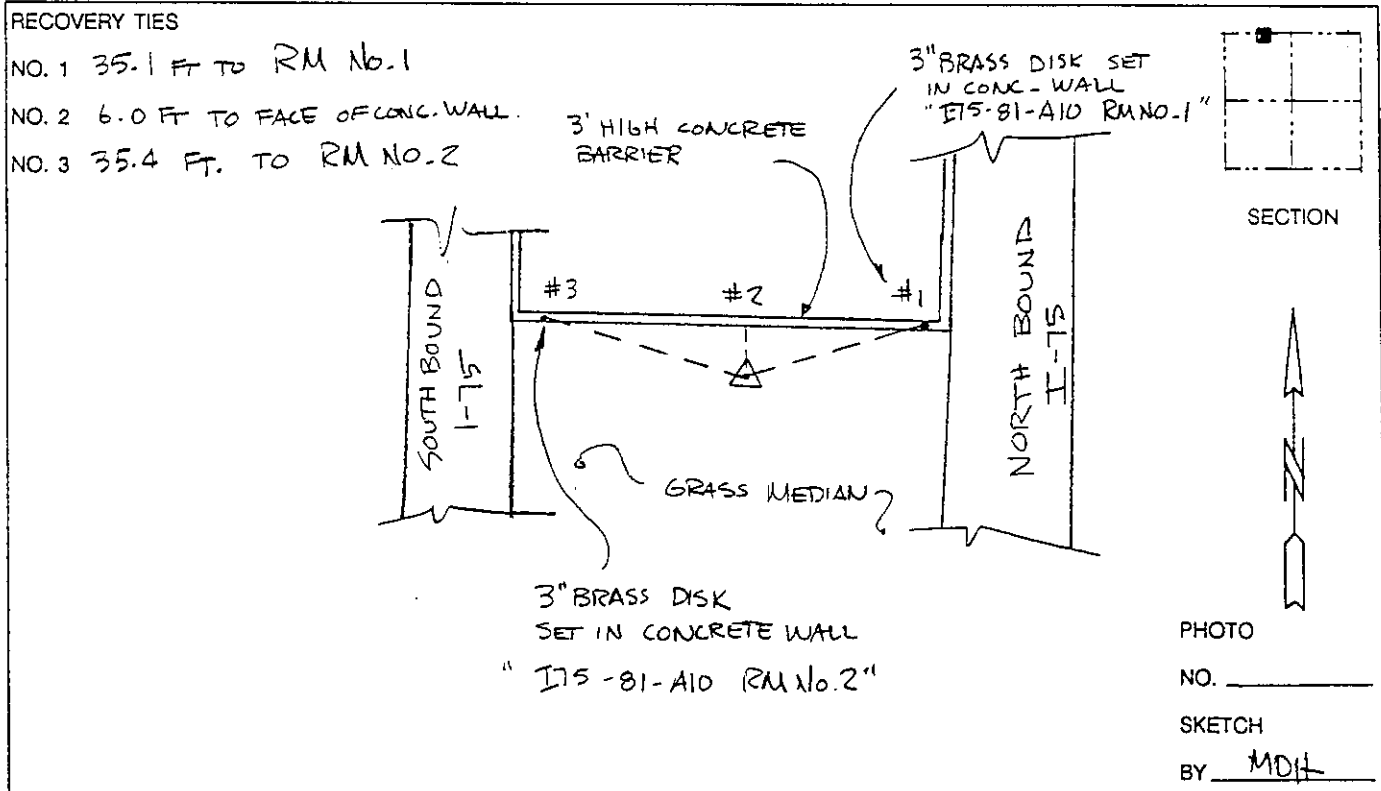 RECOVERY TIES
NO. 1 35.1 FT TO RM No.1
NO. 2 6.0 FT TO FACE OF CONC. WALL.
NO. 3 35.4 FT. TO RM NO.2
3' HIGH CONCRETE
BARRIER
3" BRASS DISK SET
IN CONC. WALL
"I75-81-A10 RM NO.1"
SECTION
#3
#2
#1
SOUTH BOUND
I-75
NORTH BOUND
I-75
GRASS MEDIAN
3" BRASS DISK
SET IN CONCRETE WALL
"I75-81-A10 RM No.2"
N
PHOTO
NO.
SKETCH
BY MDH